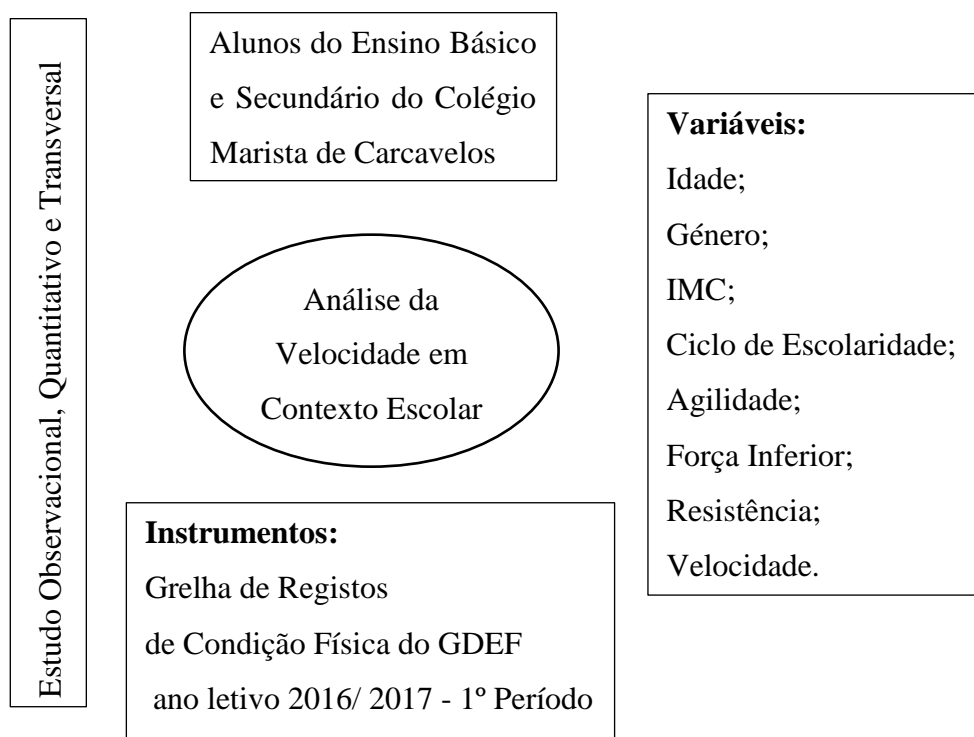 Estudo Observacional, Quantitativo e Transversal
Alunos do Ensino Básico
e Secundário do Colégio
Marista de Carcavelos
Análise da
Velocidade em
Contexto Escolar
Instrumentos:
Grelha de Registos
de Condição Física do GDEF
ano letivo 2016/ 2017 - 1º Período
Variáveis:
Idade;
Género;
IMC;
Ciclo de Escolaridade;
Agilidade;
Força Inferior;
Resistência;
Velocidade.